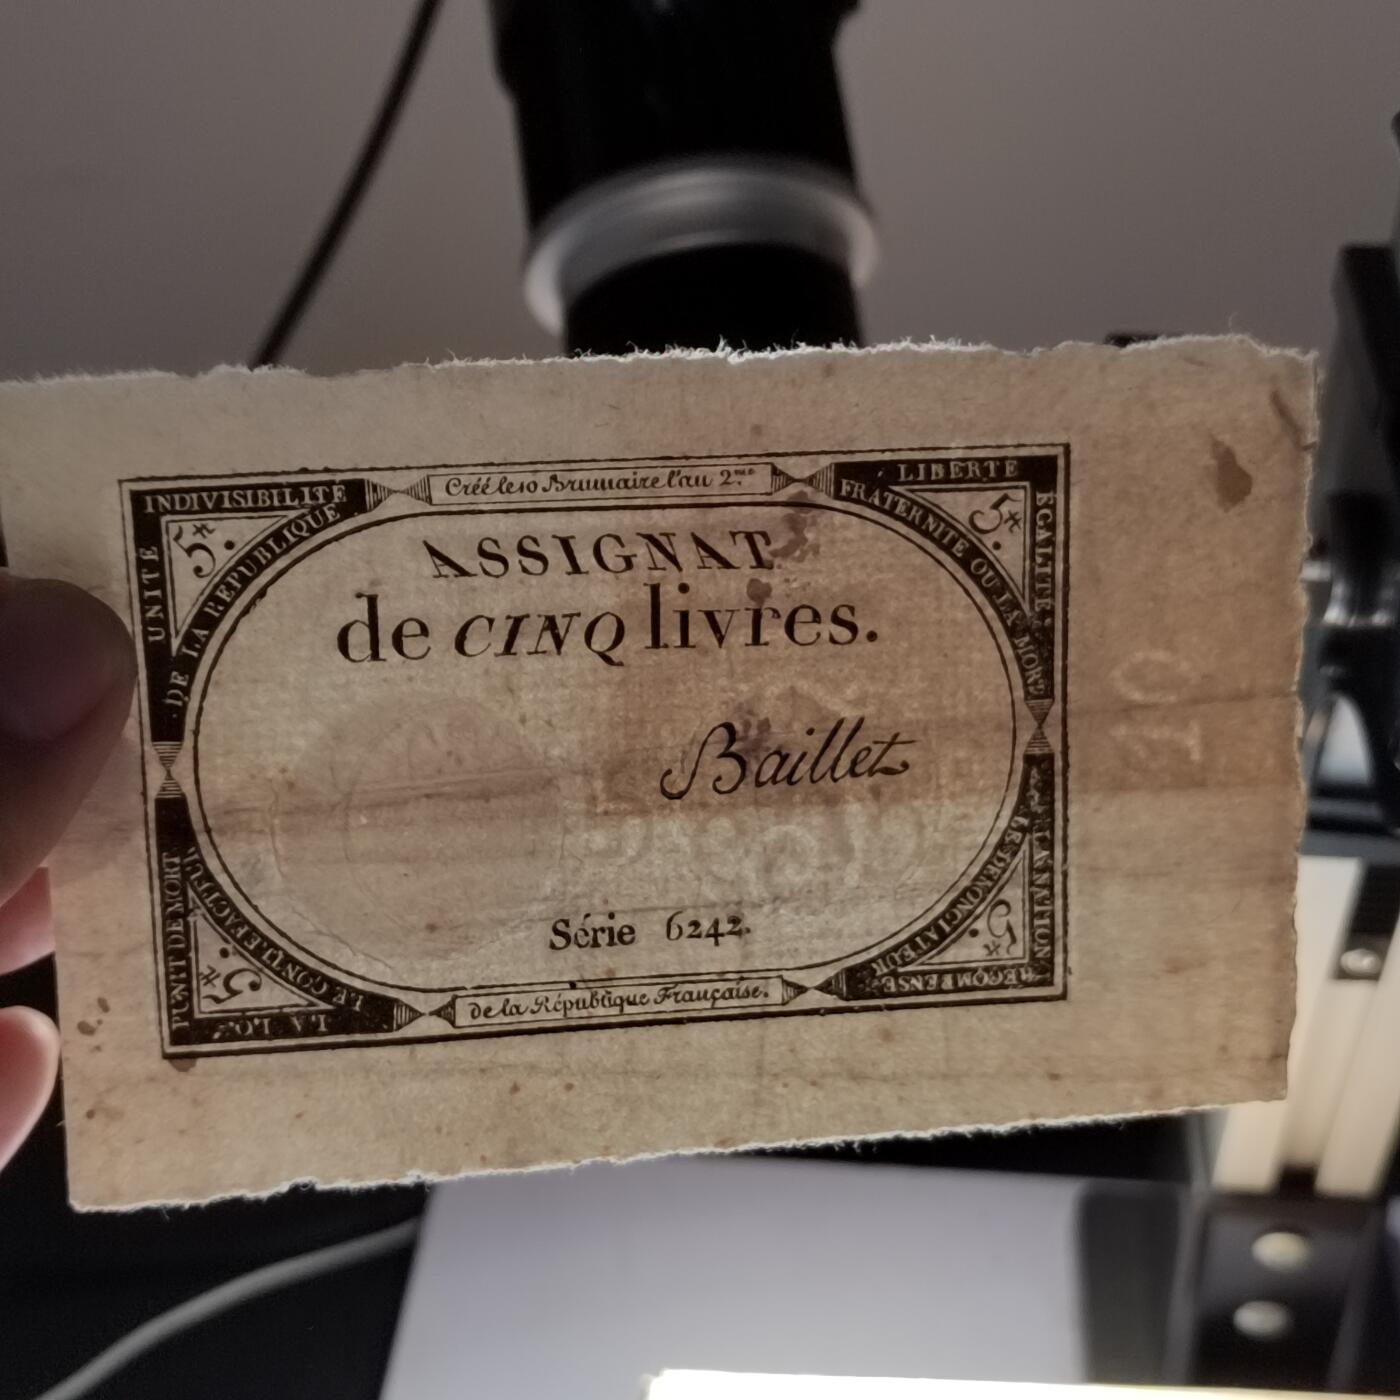 Créé le 10 Brumaire l'an 2.me
INDIVISIBILITÉ
UNITÉ
DE LA RÉPUBLIQUE
5#.
LIBERTÉ
ÉGALITÉ,
FRATERNITÉ OU LA MORT
5#
ASSIGNAT
de CINQ livres.
Baillet
Série 6242.
PUNIT DE MORT
LE CONTREFACTEUR
LA LOI
5#.
LA NATION
RÉCOMPENSE
LE DÉNONCIATEUR
5#
de la République Française.